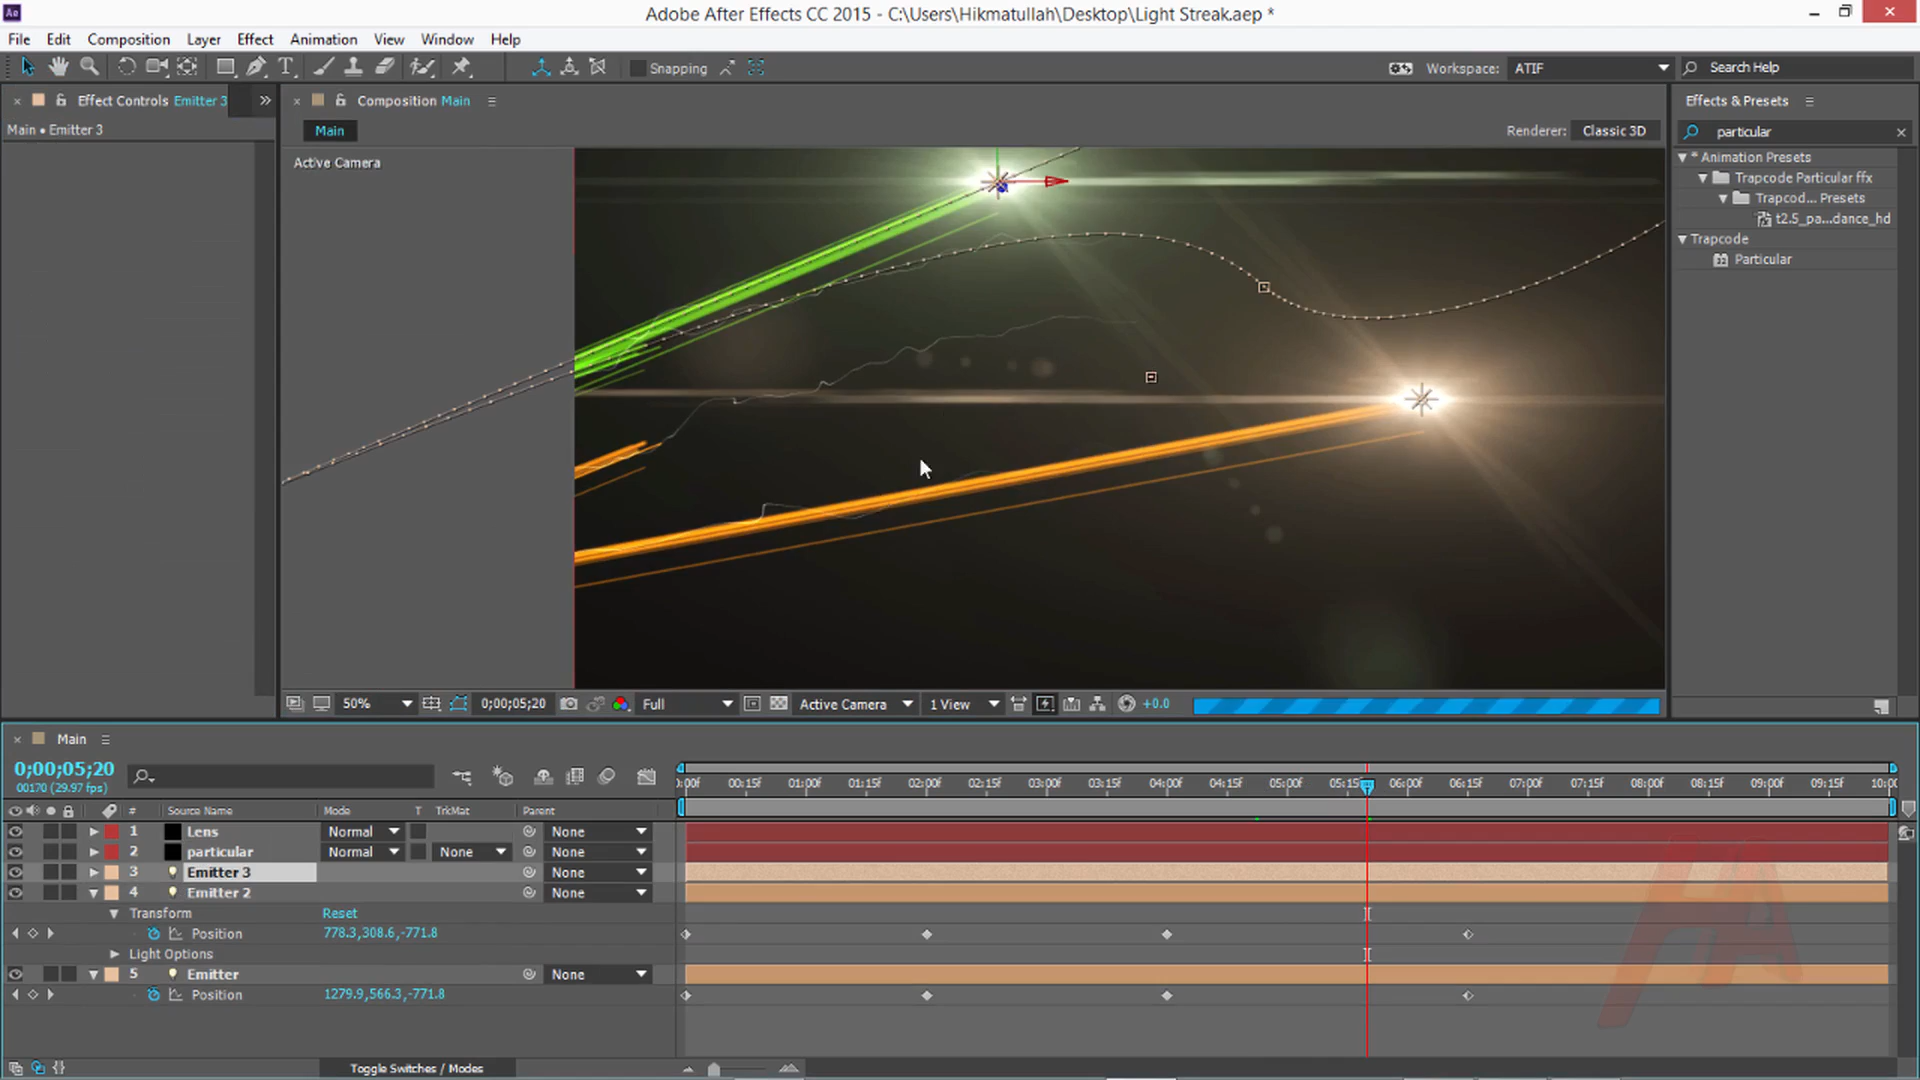 Adobe After Effects CC 2015 - C:\Users\Hikmatullah\Desktop\Light Streak.aep *
File Edit Composition Layer Effect Animation View Window Help
Snapping
Workspace: ATIF
Search Help
Effect Controls Emitter 3
Composition Main
Effects & Presets
Main • Emitter 3
Main
Renderer: Classic 3D
particular
Active Camera
* Animation Presets
Trapcode Particular ffx
Trapcod... Presets
t2.5_pa...dance_hd
Trapcode
Particular
50%
0;00;05;20
Full
Active Camera
1 View
+0.0
Main
0;00;05;20
00170 (29.97 fps)
:00f 00:15f 01:00f 01:15f 02:00f 02:15f 03:00f 03:15f 04:00f 04:15f 05:00f 05:15f 06:00f 06:15f 07:00f 07:15f 08:00f 08:15f 09:00f 09:15f 10:00
# Source Name Mode T TrkMat Parent
1 Lens Normal None
2 particular Normal None None
3 Emitter 3 None
4 Emitter 2 None
Transform Reset
Position 778.3,308.6,-771.8
Light Options
5 Emitter None
Position 1279.9,566.3,-771.8
Toggle Switches / Modes